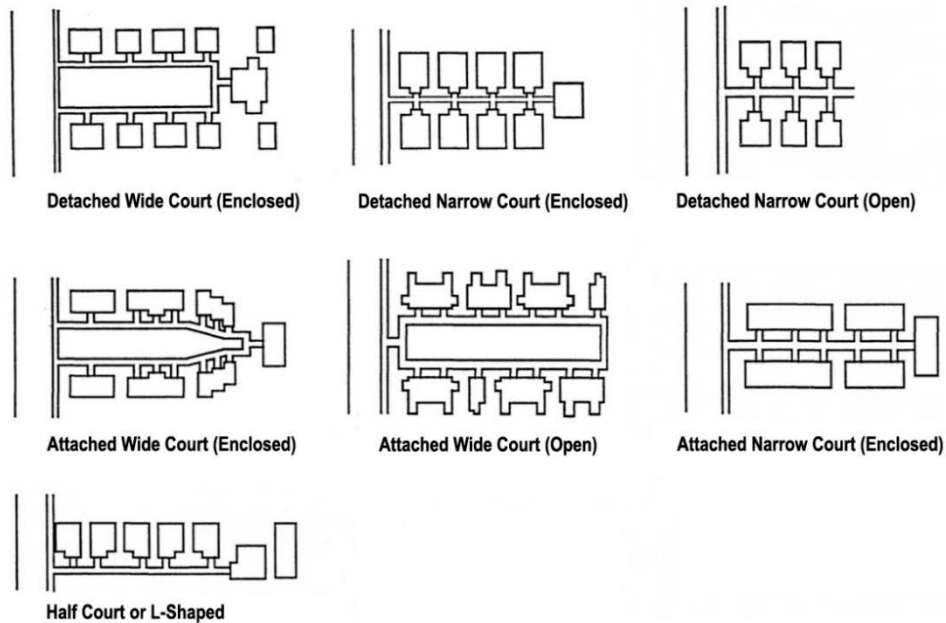 Detached Wide Court (Enclosed)
Detached Narrow Court (Enclosed)
Detached Narrow Court (Open)
Attached Wide Court (Enclosed)
Attached Wide Court (Open)
Attached Narrow Court (Enclosed)
Half Court or L-Shaped